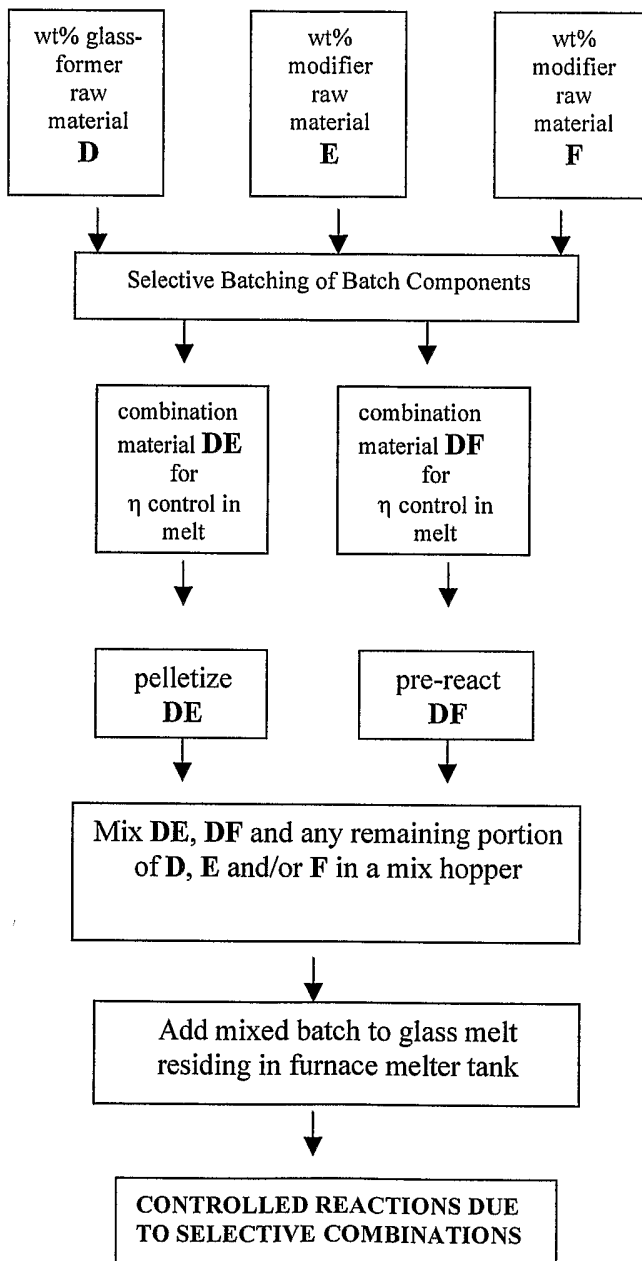 wt% glass-
former
raw
material
D
wt%
modifier
raw
material
E
wt%
modifier
raw
material
F
Selective Batching of Batch Components
combination
material DE
for
η control in
melt
combination
material DF
for
η control in
melt
pelletize
DE
pre-react
DF
Mix DE, DF and any remaining portion
of D, E and/or F in a mix hopper
Add mixed batch to glass melt
residing in furnace melter tank
CONTROLLED REACTIONS DUE
TO SELECTIVE COMBINATIONS